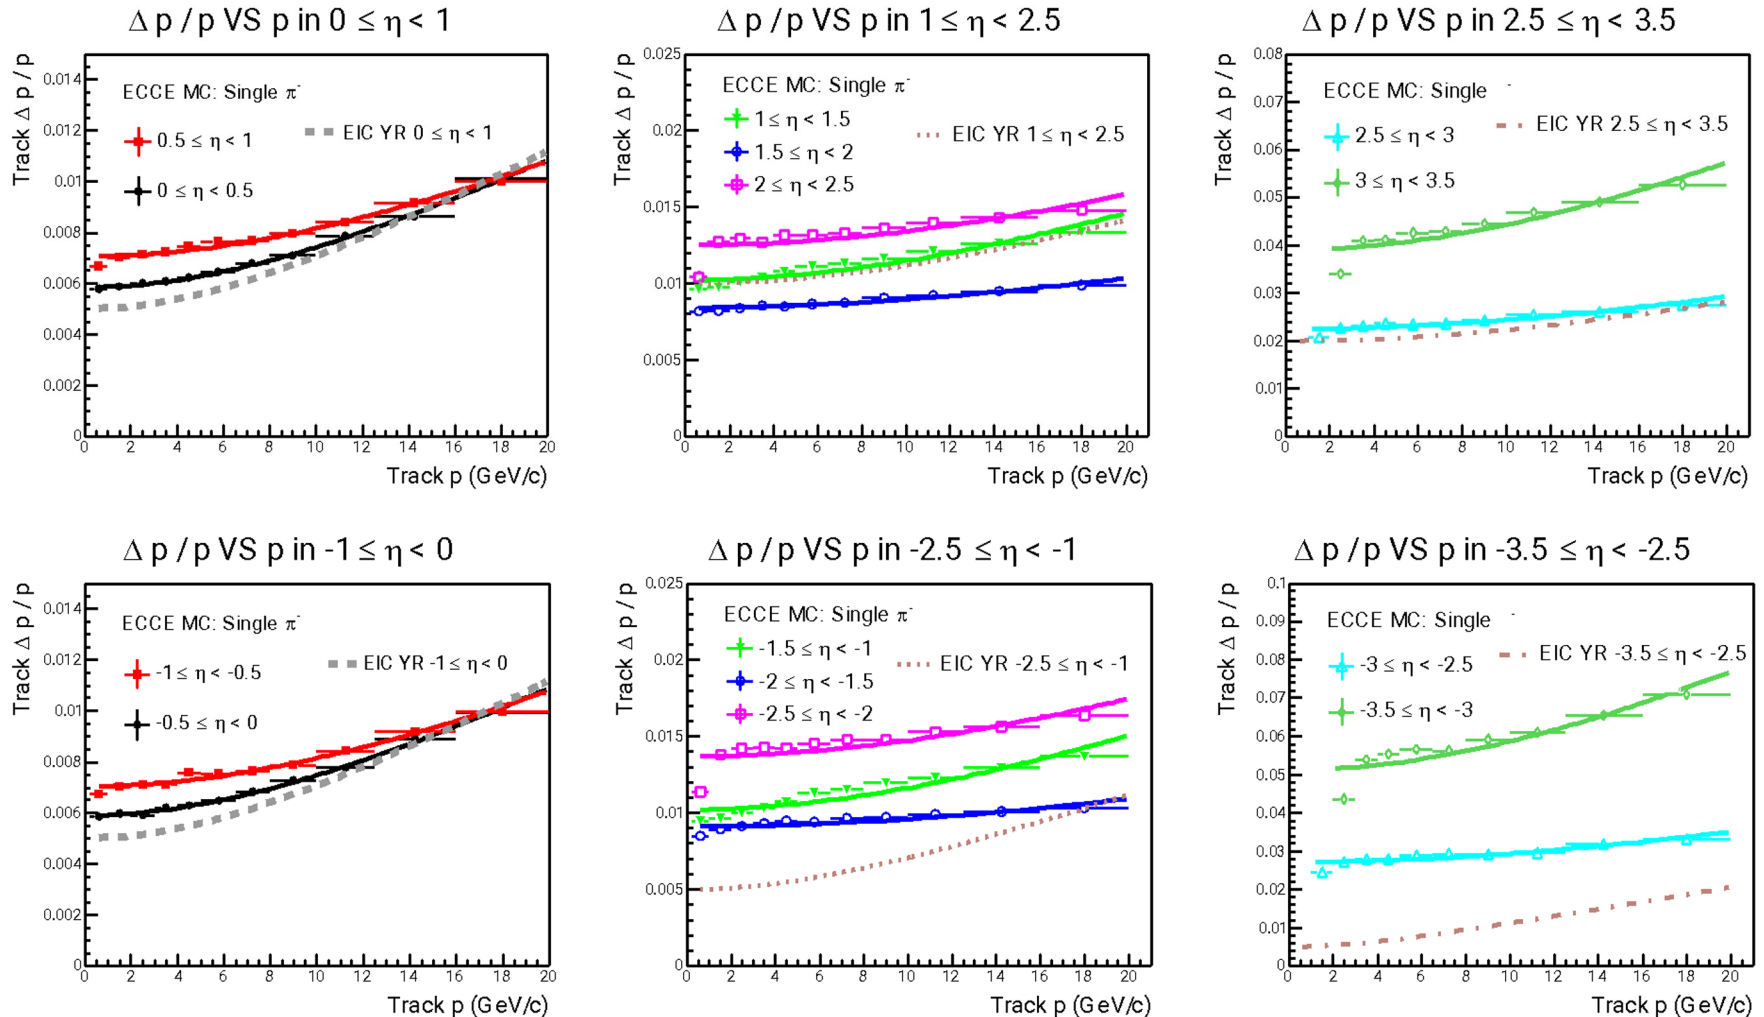 Δ p / p VS p in 0 ≤ η < 1
Track Δ p / p
0.014
0.012
0.01
0.008
0.006
0.004
0.002
0
ECCE MC: Single π-
0.5 ≤ η < 1
0 ≤ η < 0.5
EIC YR 0 ≤ η < 1
0 2 4 6 8 10 12 14 16 18 20
Track p (GeV/c)
Δ p / p VS p in 1 ≤ η < 2.5
Track Δ p / p
0.025
0.02
0.015
0.01
0.005
0
ECCE MC: Single π-
1 ≤ η < 1.5
1.5 ≤ η < 2
2 ≤ η < 2.5
EIC YR 1 ≤ η < 2.5
0 2 4 6 8 10 12 14 16 18 20
Track p (GeV/c)
Δ p / p VS p in 2.5 ≤ η < 3.5
Track Δ p / p
0.08
0.07
0.06
0.05
0.04
0.03
0.02
0.01
0
ECCE MC: Single -
2.5 ≤ η < 3
3 ≤ η < 3.5
EIC YR 2.5 ≤ η < 3.5
0 2 4 6 8 10 12 14 16 18 20
Track p (GeV/c)
Δ p / p VS p in -1 ≤ η < 0
Track Δ p / p
0.014
0.012
0.01
0.008
0.006
0.004
0.002
0
ECCE MC: Single π-
-1 ≤ η < -0.5
-0.5 ≤ η < 0
EIC YR -1 ≤ η < 0
0 2 4 6 8 10 12 14 16 18 20
Track p (GeV/c)
Δ p / p VS p in -2.5 ≤ η < -1
Track Δ p / p
0.025
0.02
0.015
0.01
0.005
0
ECCE MC: Single π-
-1.5 ≤ η < -1
-2 ≤ η < -1.5
-2.5 ≤ η < -2
EIC YR -2.5 ≤ η < -1
0 2 4 6 8 10 12 14 16 18 20
Track p (GeV/c)
Δ p / p VS p in -3.5 ≤ η < -2.5
Track Δ p / p
0.1
0.09
0.08
0.07
0.06
0.05
0.04
0.03
0.02
0.01
0
ECCE MC: Single -
-3 ≤ η < -2.5
-3.5 ≤ η < -3
EIC YR -3.5 ≤ η < -2.5
0 2 4 6 8 10 12 14 16 18 20
Track p (GeV/c)